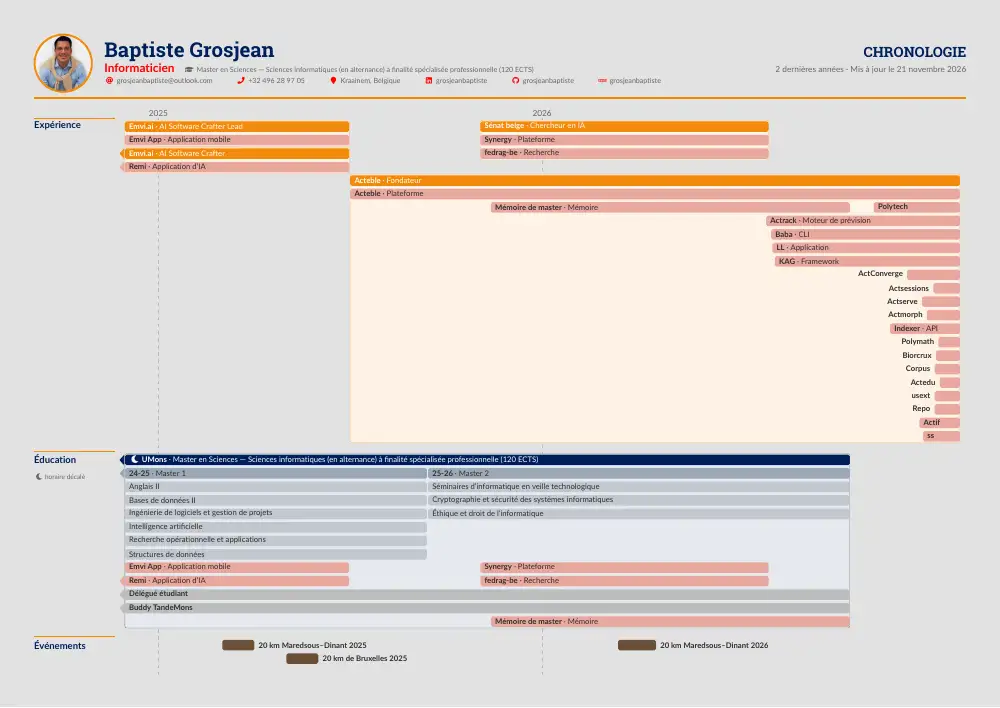 Baptiste Grosjean
CHRONOLOGIE
Informaticien Master en Sciences — Sciences informatiques (en alternance) à finalité spécialisée professionnelle (120 ECTS)
2 dernières années · Mis à jour le 21 novembre 2026
grosjeanbaptiste@outlook.com +32 496 28 97 05 Kraainem, Belgique grosjeanbaptiste grosjeanbaptiste grosjeanbaptiste
2025 2026
Expérience
Emvi.ai · AI Software Crafter Lead
Sénat belge · Chercheur en IA
Emvi App · Application mobile
Synergy · Plateforme
Emvi.ai · AI Software Crafter
fedrag-be · Recherche
Remi · Application d'IA
Acteble · Fondateur
Acteble · Plateforme
Mémoire de master · Mémoire
Polytech
Actrack · Moteur de prévision
Baba · CLI
LL · Application
KAG · Framework
ActConverge
Actsessions
Actserve
Actmorph
Indexer · API
Polymath
Biorcrux
Corpus
Actedu
usext
Repo
Actif
ss
Éducation
horaire décalé
UMons · Master en Sciences — Sciences informatiques (en alternance) à finalité spécialisée professionnelle (120 ECTS)
24-25 · Master 1
25-26 · Master 2
Anglais II
Séminaires d'informatique en veille technologique
Bases de données II
Cryptographie et sécurité des systèmes informatiques
Ingénierie de logiciels et gestion de projets
Éthique et droit de l'informatique
Intelligence artificielle
Recherche opérationnelle et applications
Structures de données
Emvi App · Application mobile
Synergy · Plateforme
Remi · Application d'IA
fedrag-be · Recherche
Délégué étudiant
Buddy TandeMons
Mémoire de master · Mémoire
Événements
20 km Maredsous–Dinant 2025
20 km Maredsous–Dinant 2026
20 km de Bruxelles 2025